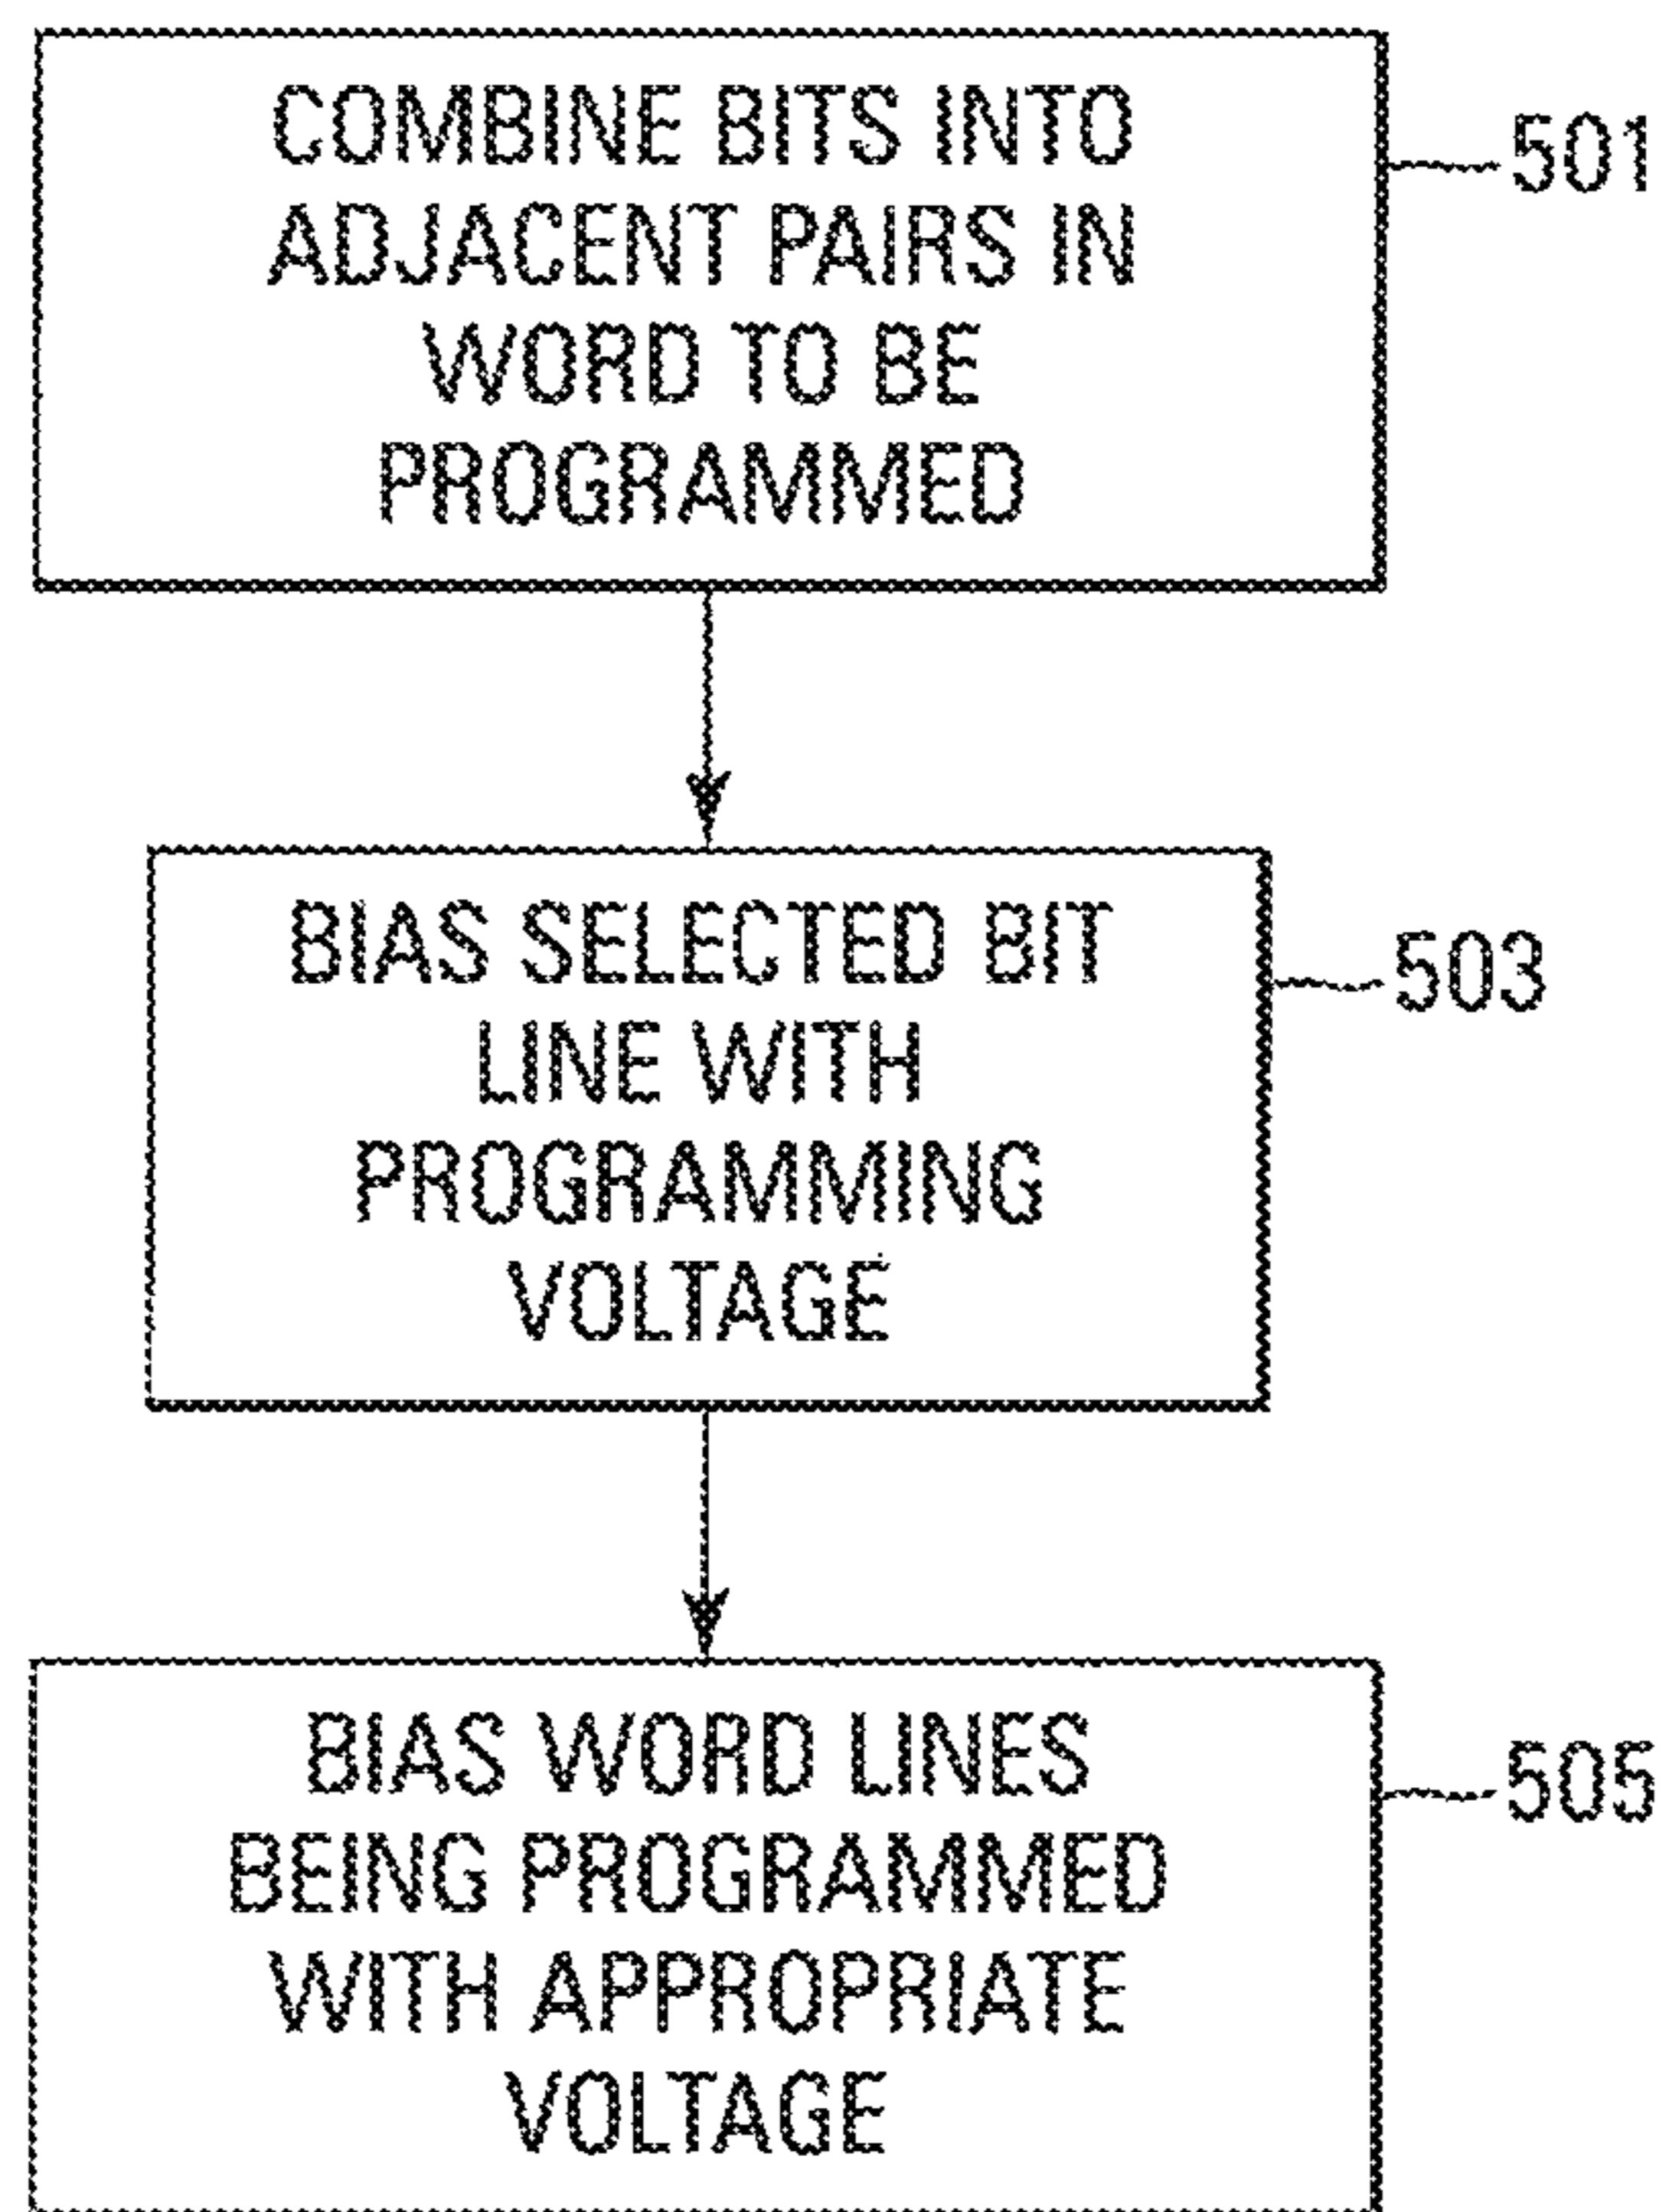 COMBINE BITS INTO
ADJACENT PAIRS IN
WORD TO BE
PROGRAMMED
501
BIAS SELECTED BIT
LINE WITH
PROGRAMMING
VOLTAGE
503
BIAS WORD LINES
BEING PROGRAMMED
WITH APPROPRIATE
VOLTAGE
505